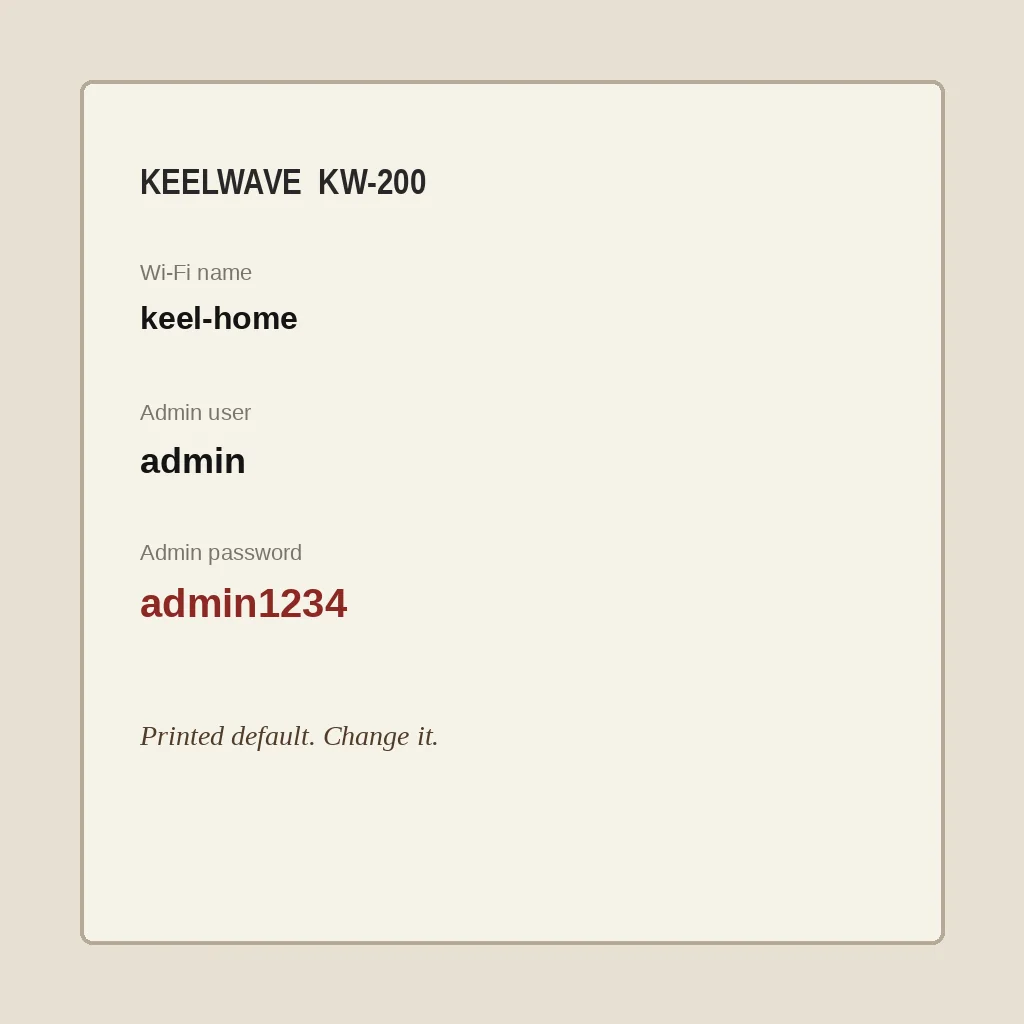 KEELWAVE KW-200
Wi-Fi name
keel-home
Admin user
admin
Admin password
admin1234
Printed default. Change it.